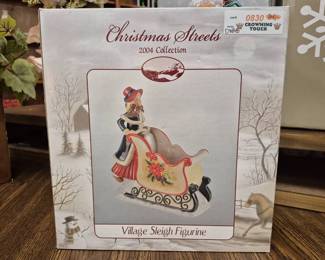 Christmas Streets
2004 Collection
0830
CROWNING
TOUCH
Village Sleigh Figurine